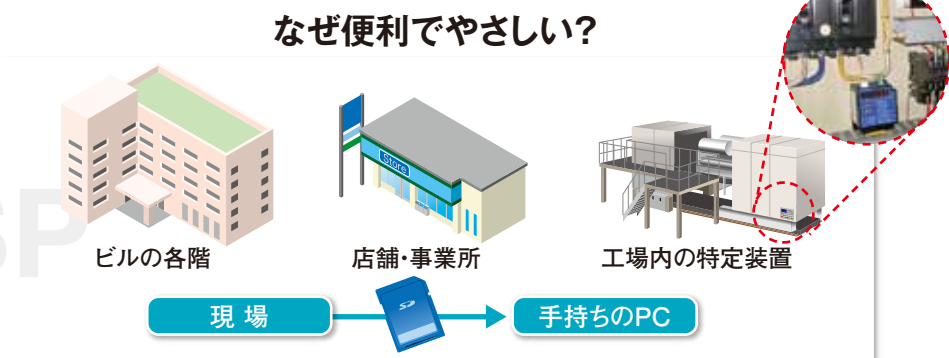 なぜ便利でやさしい?
Store
SP
ビルの各階
店舗・事業所
工場内の特定装置
現 場
SD
手持ちのPC